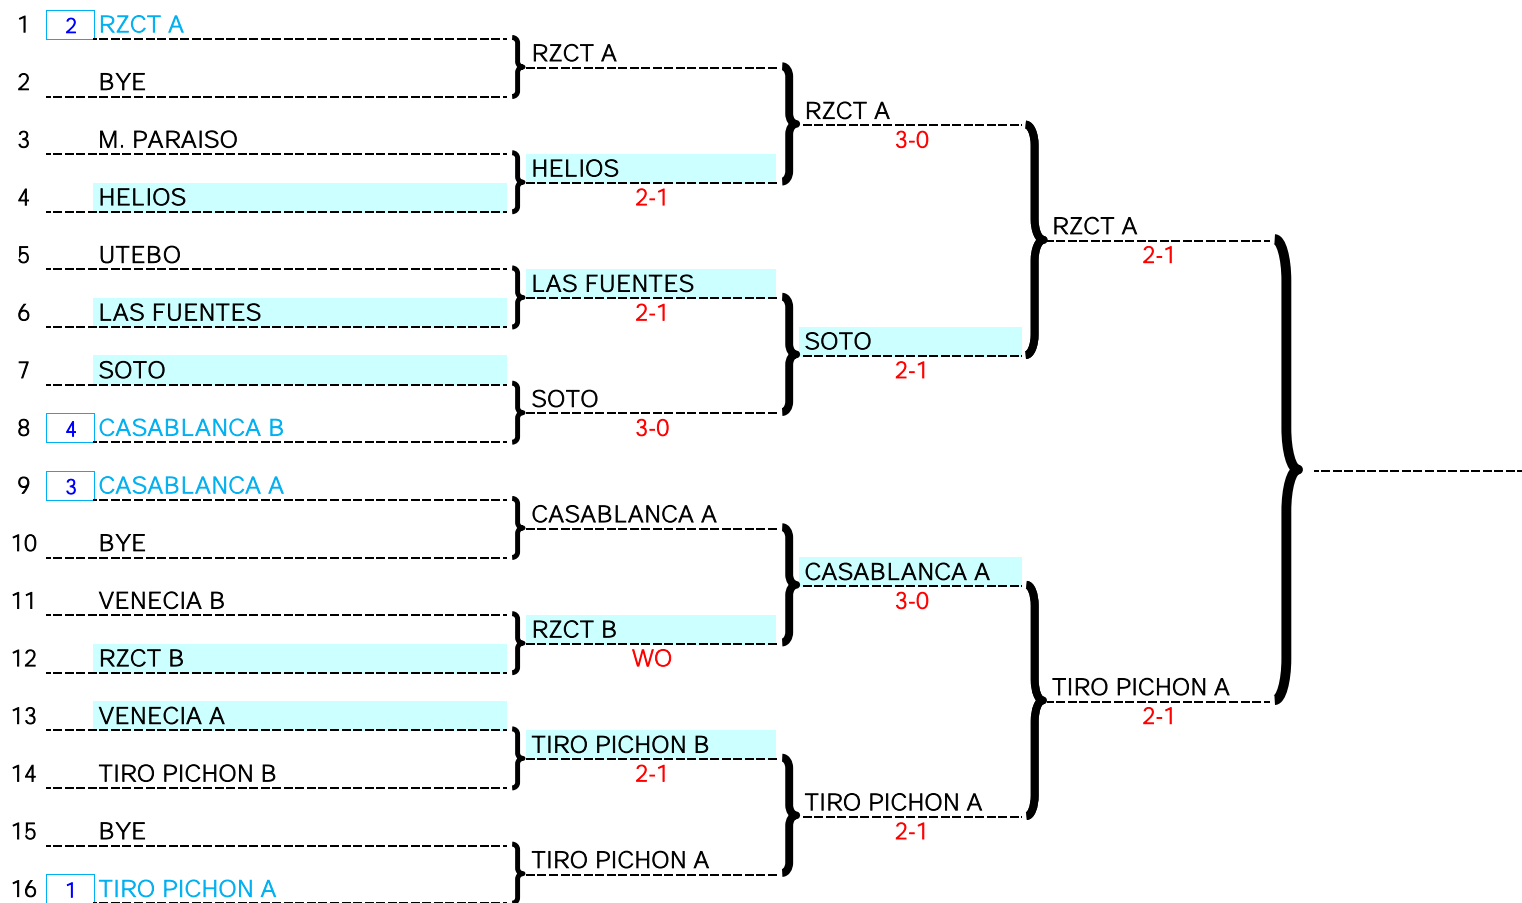 1 2 RZCT A
RZCT A
2 BYE
RZCT A
3 M. PARAISO
3-0
HELIOS
4 HELIOS
2-1
RZCT A
5 UTEBO
2-1
LAS FUENTES
6 LAS FUENTES
2-1
SOTO
7 SOTO
2-1
SOTO
8 4 CASABLANCA B
3-0
9 3 CASABLANCA A
CASABLANCA A
10 BYE
CASABLANCA A
11 VENECIA B
3-0
RZCT B
12 RZCT B
WO
TIRO PICHON A
13 VENECIA A
2-1
TIRO PICHON B
14 TIRO PICHON B
2-1
TIRO PICHON A
15 BYE
2-1
TIRO PICHON A
16 1 TIRO PICHON A